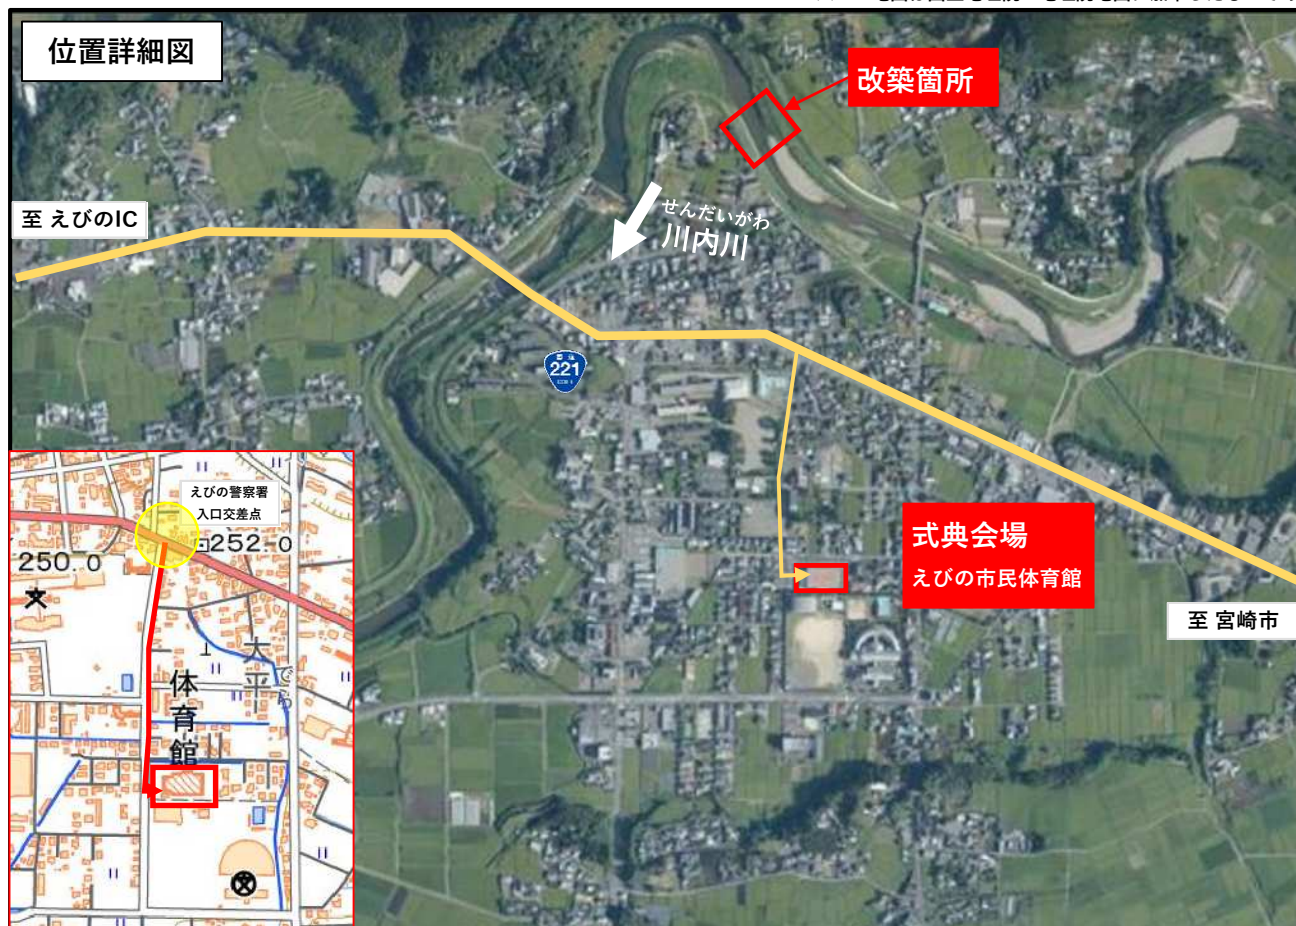 位置詳細図
改築箇所
至 えびのIC
せんだいがわ
川内川
221
式典会場
えびの市民体育館
至 宮崎市
えびの警察署
入口交差点
252.0
250.0
大平
体育館